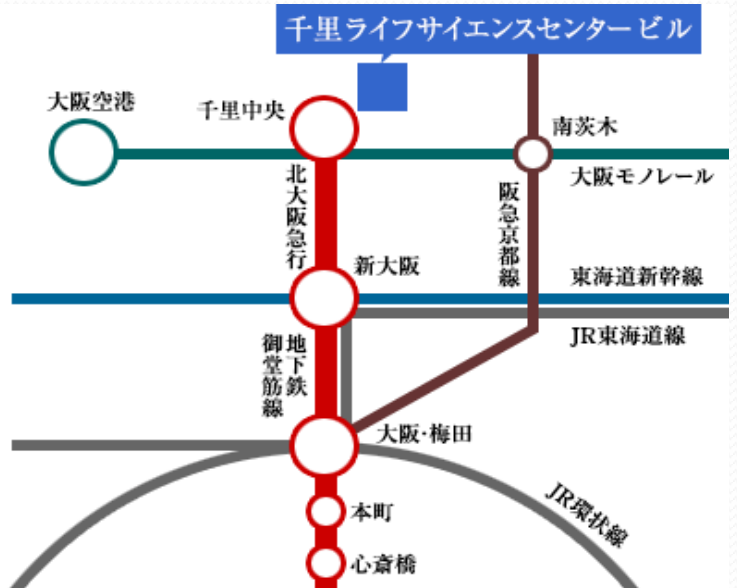 千里ライフサイエンスセンタービル
大阪空港
千里中央
南茨木
大阪モノレール
北大阪急行
阪急京都線
新大阪
東海道新幹線
JR東海道線
地下鉄
御堂筋線
大阪・梅田
JR環状線
本町
心斎橋